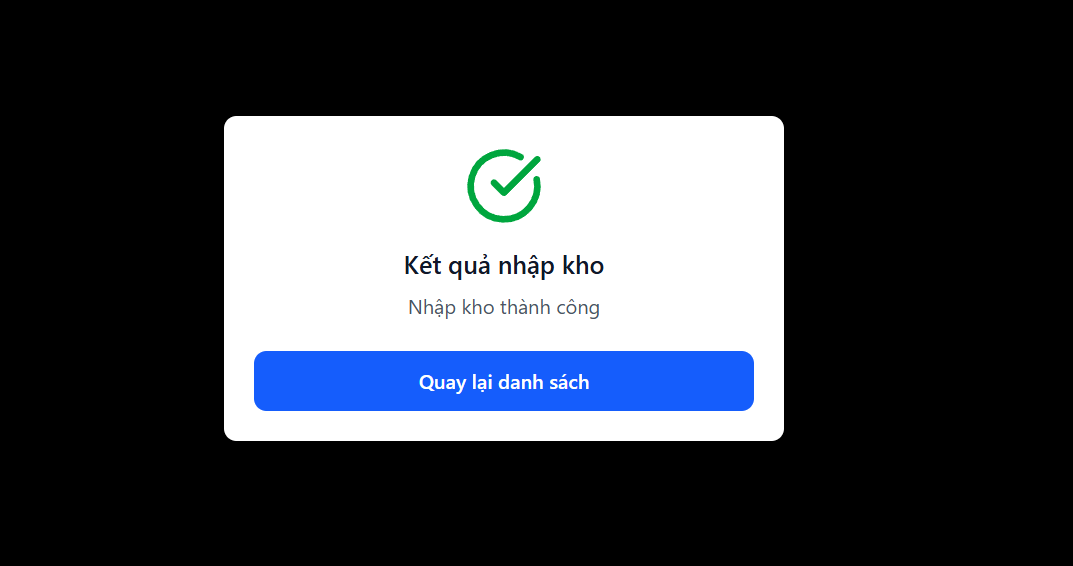 Kết quả nhập kho
Nhập kho thành công
Quay lại danh sách